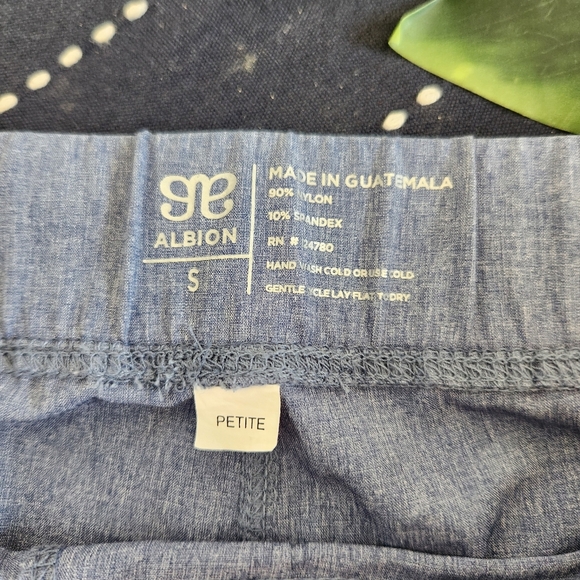 ALBION
S
MADE IN GUATEMALA
90% NYLON
10% SPANDEX
RN # 24780
HAND WASH COLD OR USE COLD
GENTLE CYCLE LAY FLAT TO DRY
PETITE